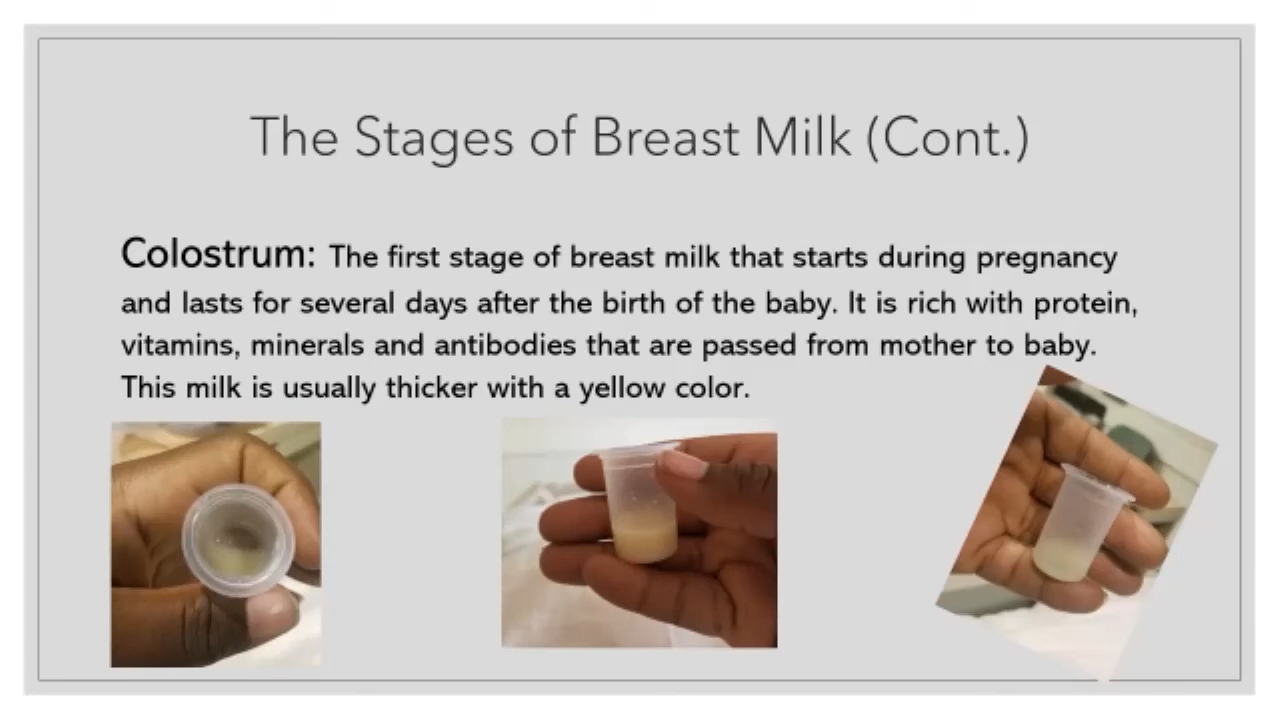 The Stages of Breast Milk (Cont.)
Colostrum: The first stage of breast milk that starts during pregnancy
and lasts for several days after the birth of the baby. It is rich with protein,
vitamins, minerals and antibodies that are passed from mother to baby.
This milk is usually thicker with a yellow color.